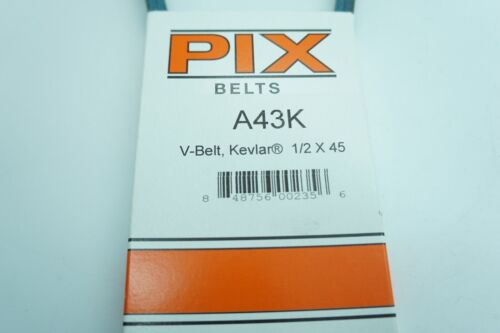 PIX
BELTS
A43K
V-Belt, Kevlar® 1/2 X 45
8 48756 00235 6